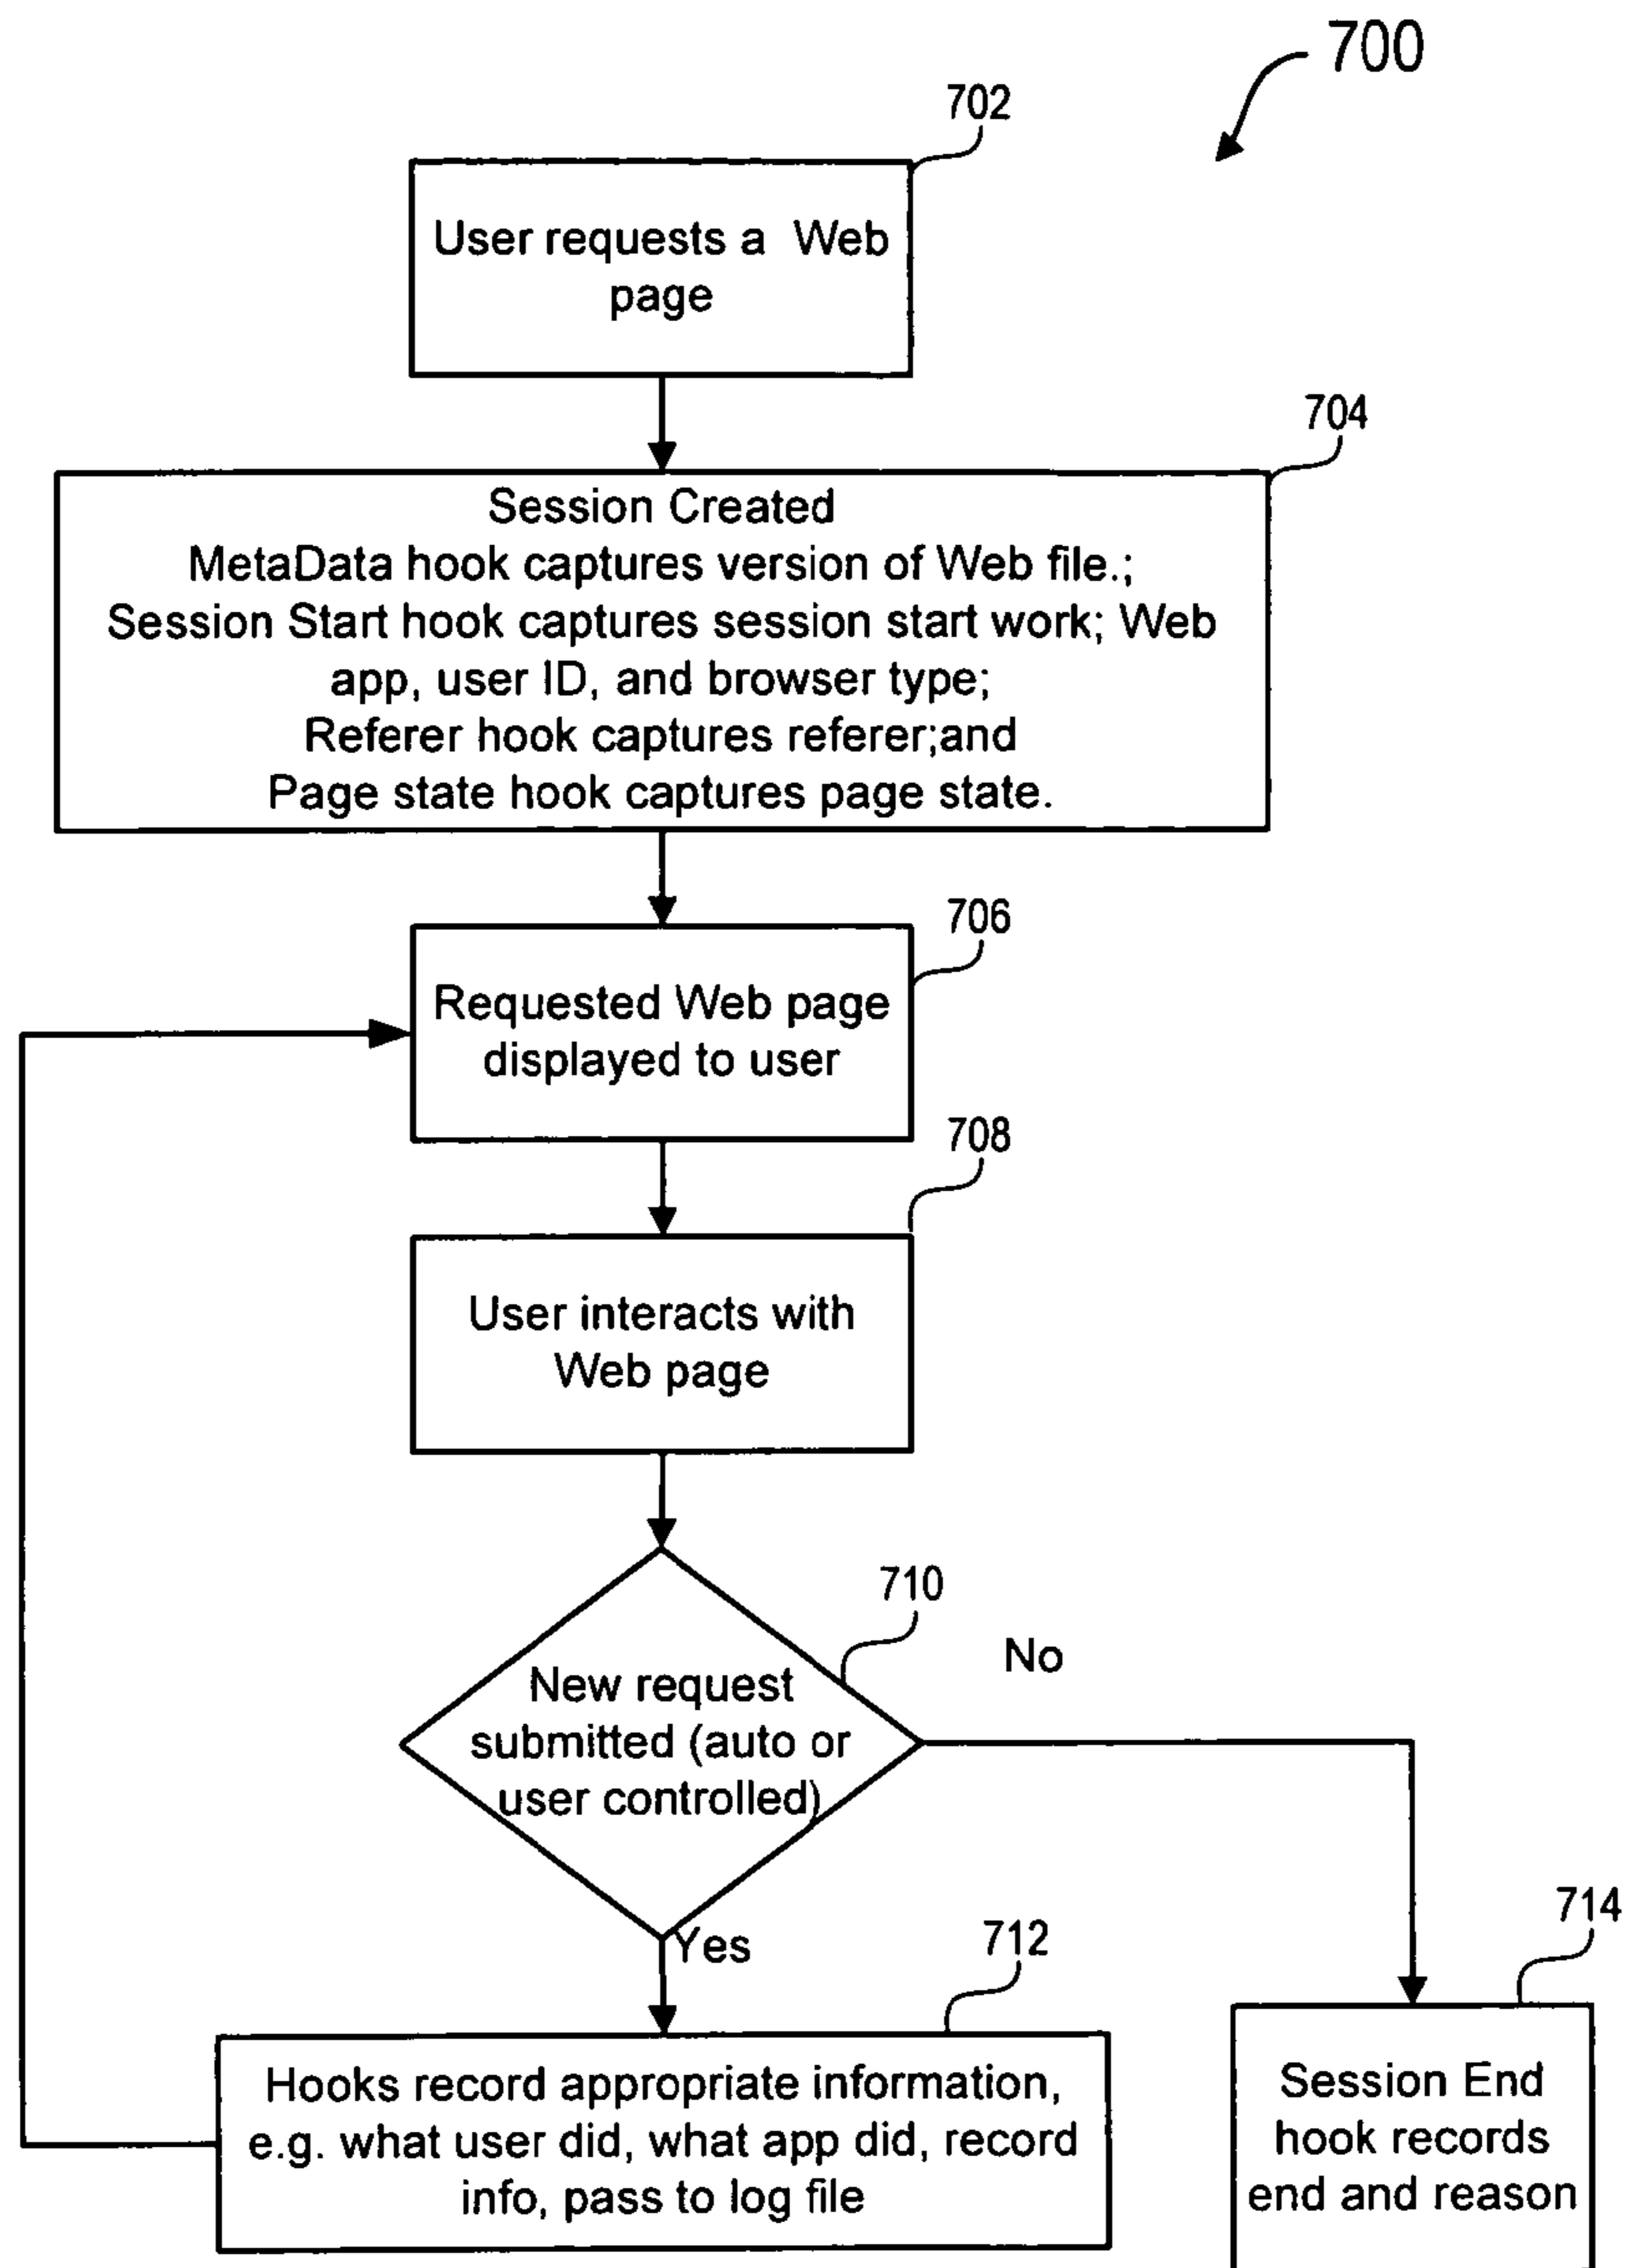 700
702
User requests a Web
page
704
Session Created
MetaData hook captures version of Web file.;
Session Start hook captures session start work; Web
app, user ID, and browser type;
Referer hook captures referer;and
Page state hook captures page state.
706
Requested Web page
displayed to user
708
User interacts with
Web page
710
No
New request
submitted (auto or
user controlled)
Yes
712
714
Hooks record appropriate information,
e.g. what user did, what app did, record
info, pass to log file
Session End
hook records
end and reason